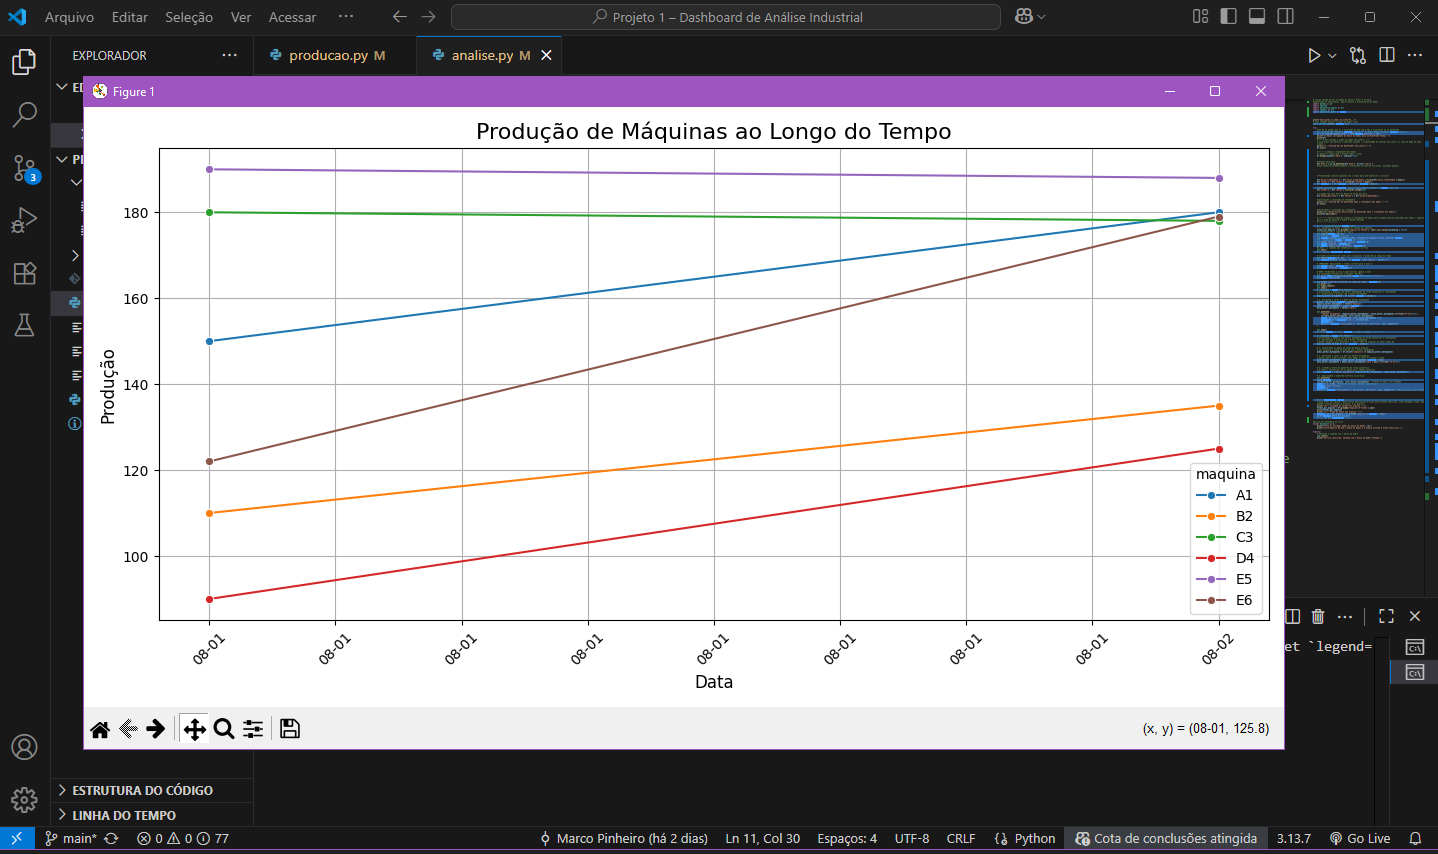 Arquivo Editar Seleção Ver Acessar ···
Projeto 1 – Dashboard de Análise Industrial
EXPLORADOR ···
producao.py M
analise.py M
Figure 1
Produção de Máquinas ao Longo do Tempo
Produção
180
160
140
120
100
08-01 08-01 08-01 08-01 08-01 08-01 08-01 08-01 08-02
Data
maquina
A1
B2
C3
D4
E5
E6
(x, y) = (08-01, 125.8)
et `legend=
3
ESTRUTURA DO CÓDIGO
LINHA DO TEMPO
main* 0 0 77 Marco Pinheiro (há 2 dias) Ln 11, Col 30 Espaços: 4 UTF-8 CRLF Python Cota de conclusões atingida 3.13.7 Go Live